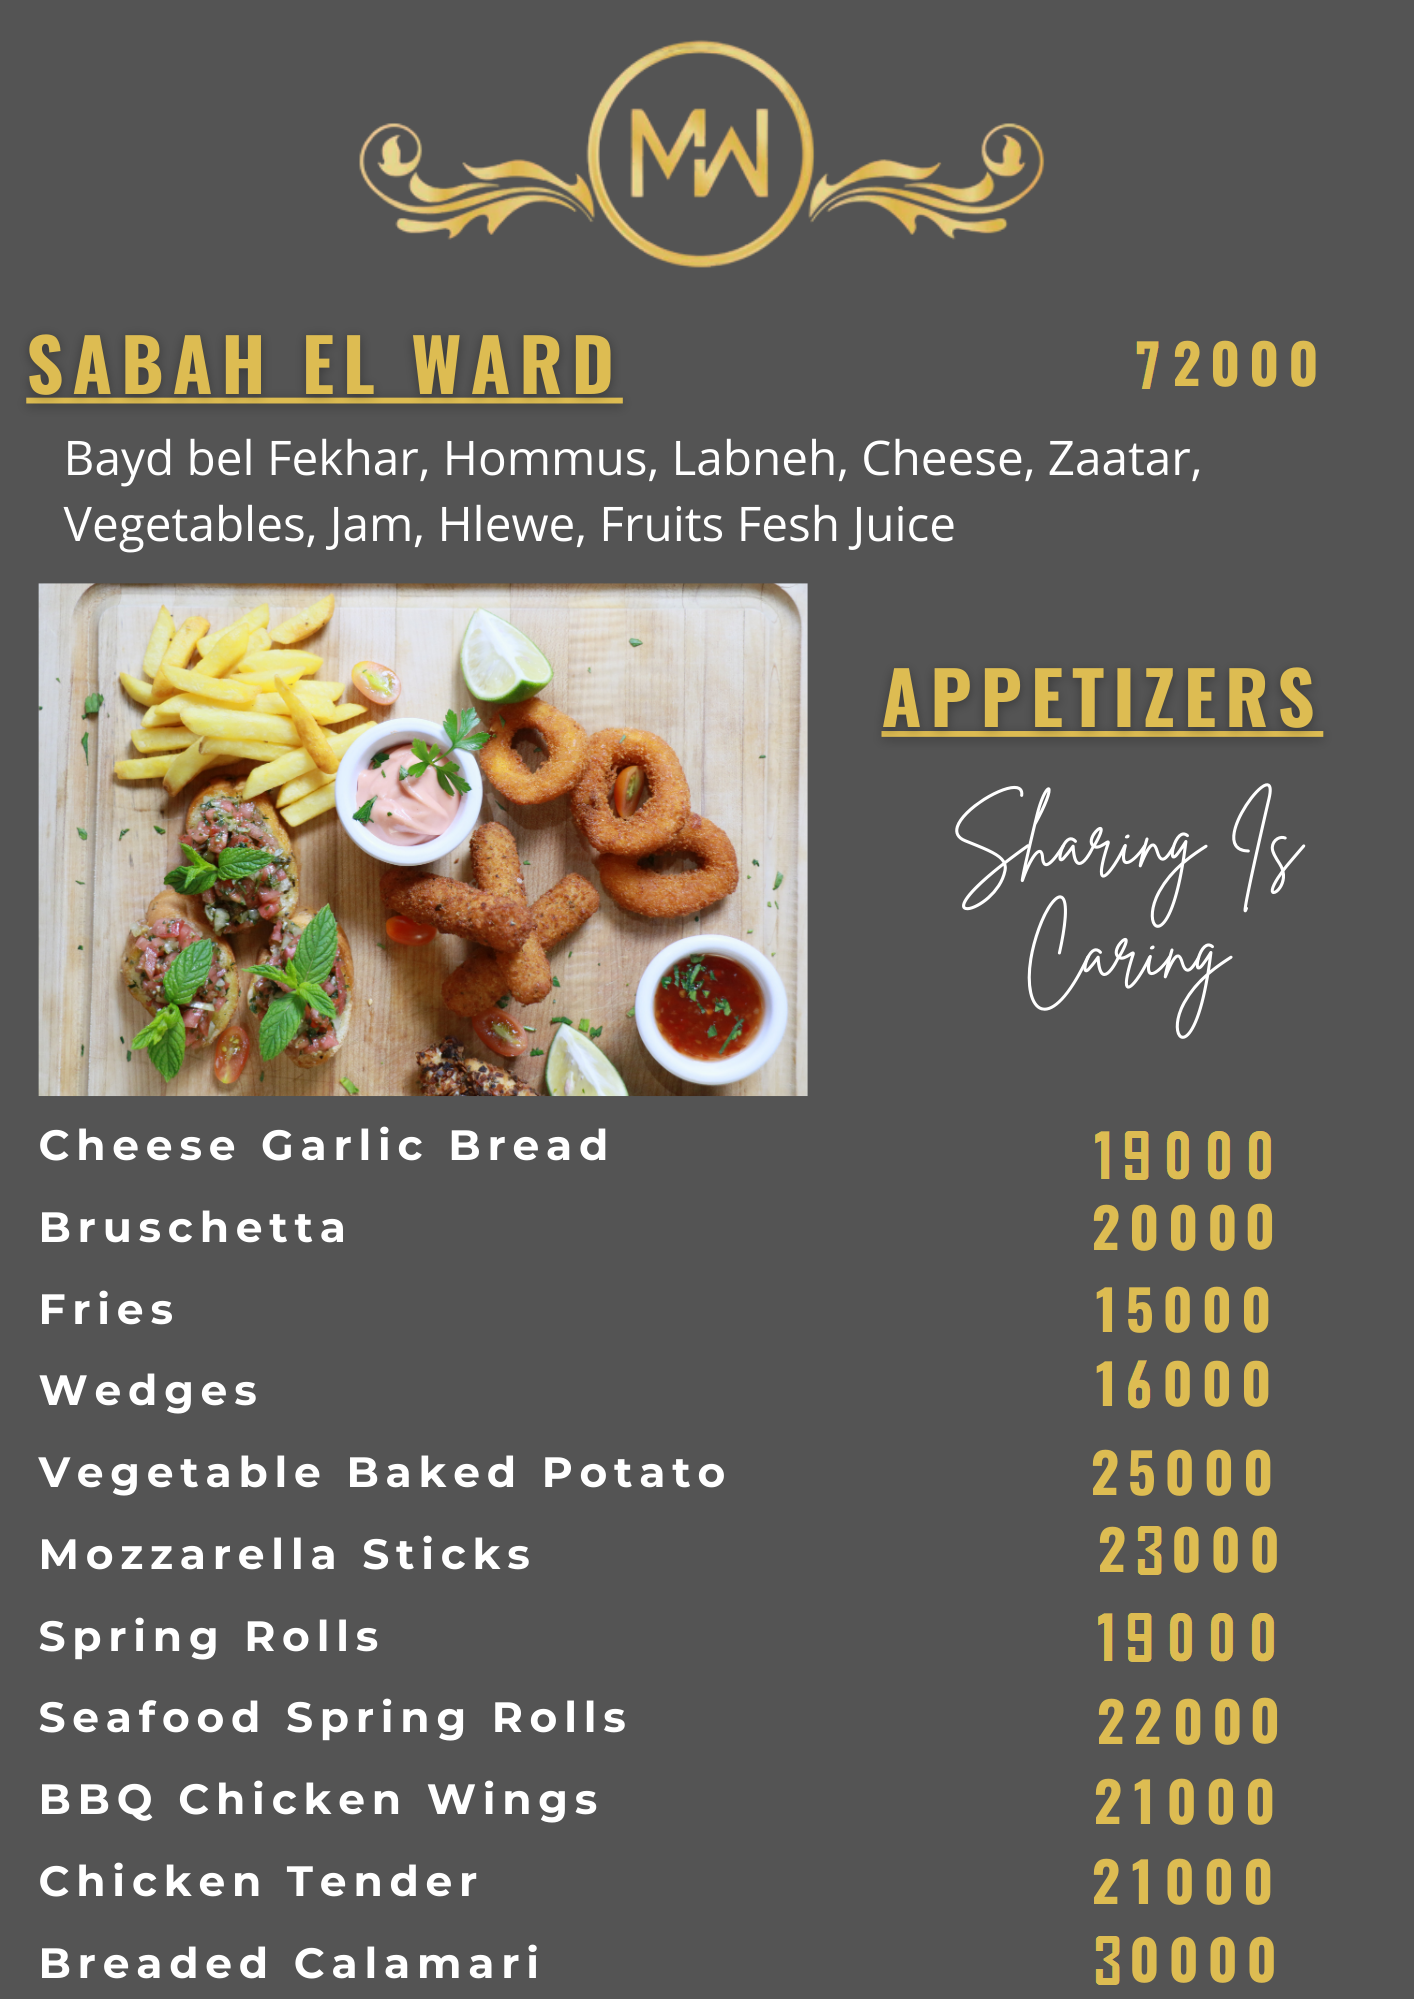 MW
SABAH EL WARD 72000
Bayd bel Fekhar, Hommus, Labneh, Cheese, Zaatar,
Vegetables, Jam, Hlewe, Fruits Fesh Juice
APPETIZERS
Sharing Is
Caring
Cheese Garlic Bread 19000
Bruschetta 20000
Fries 15000
Wedges 16000
Vegetable Baked Potato 25000
Mozzarella Sticks 23000
Spring Rolls 19000
Seafood Spring Rolls 22000
BBQ Chicken Wings 21000
Chicken Tender 21000
Breaded Calamari 30000